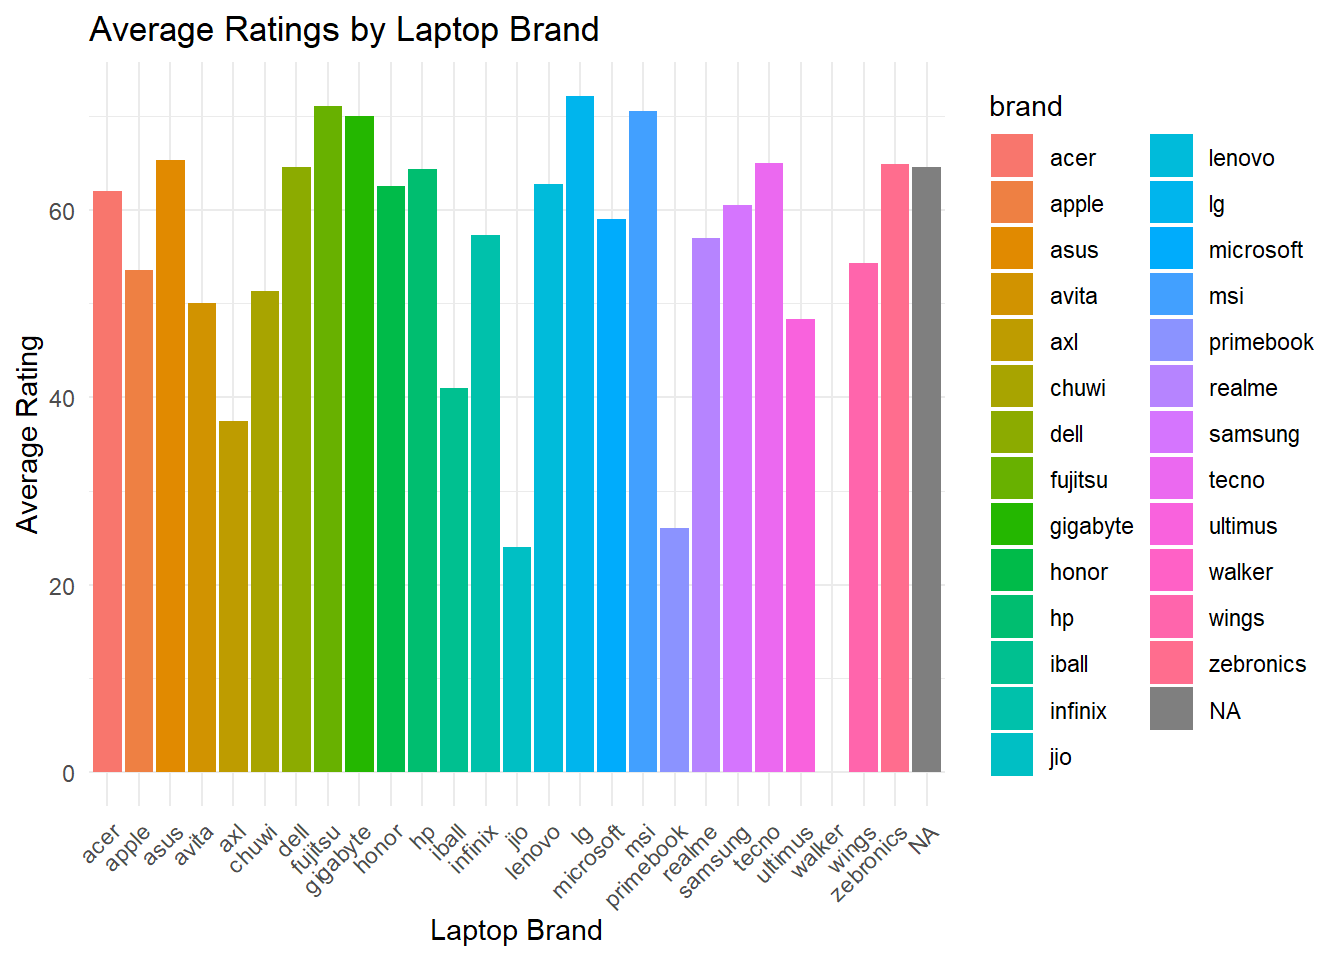 Average Ratings by Laptop Brand
Average Rating
60
40
20
0
acer
apple
asus
avita
axl
chuwi
dell
fujitsu
gigabyte
honor
hp
iball
infinix
jio
lenovo
lg
microsoft
msi
primebook
realme
samsung
tecno
ultimus
walker
wings
zebronics
NA
Laptop Brand
brand
acer
apple
asus
avita
axl
chuwi
dell
fujitsu
gigabyte
honor
hp
iball
infinix
jio
lenovo
lg
microsoft
msi
primebook
realme
samsung
tecno
ultimus
walker
wings
zebronics
NA